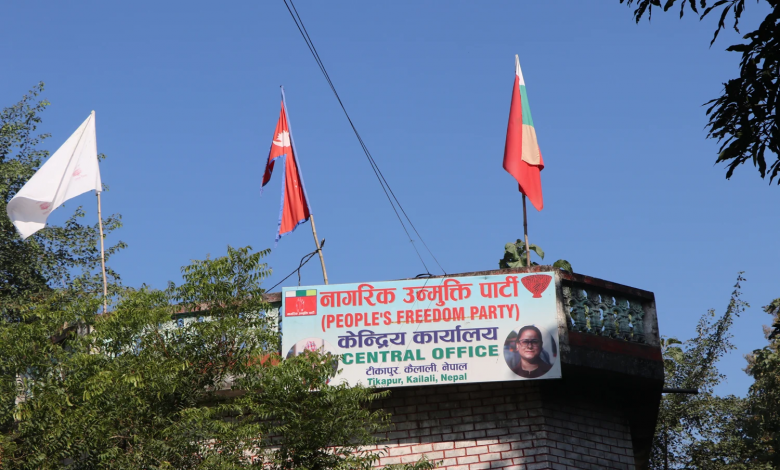 नागरिक उन्मुक्ति पार्टी
(PEOPLE'S FREEDOM PARTY)
केन्द्रिय कार्यालय
CENTRAL OFFICE
टीकापुर, कैलाली, नेपाल
Tikapur, Kailali, Nepal